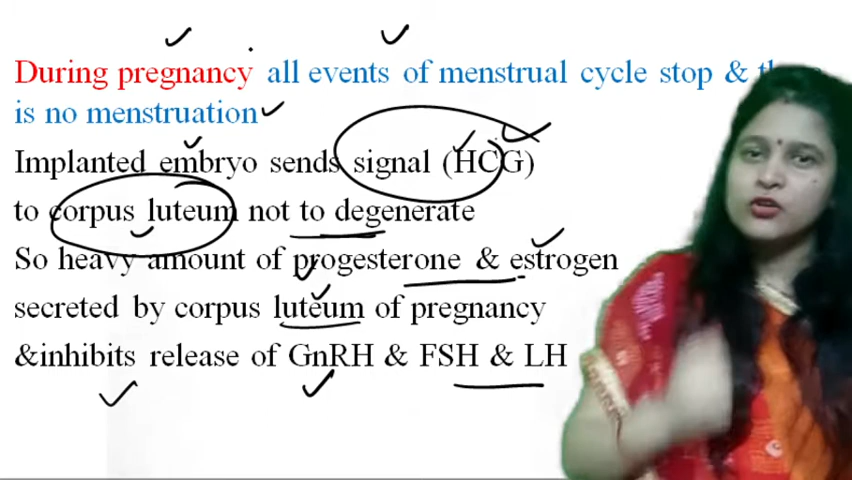 During pregnancy all events of menstrual cycle stop &
is no menstruation
Implanted embryo sends signal (HCG)
to corpus luteum not to degenerate
So heavy amount of progesterone & estrogen
secreted by corpus luteum of pregnancy
&inhibits release of GnRH & FSH & LH